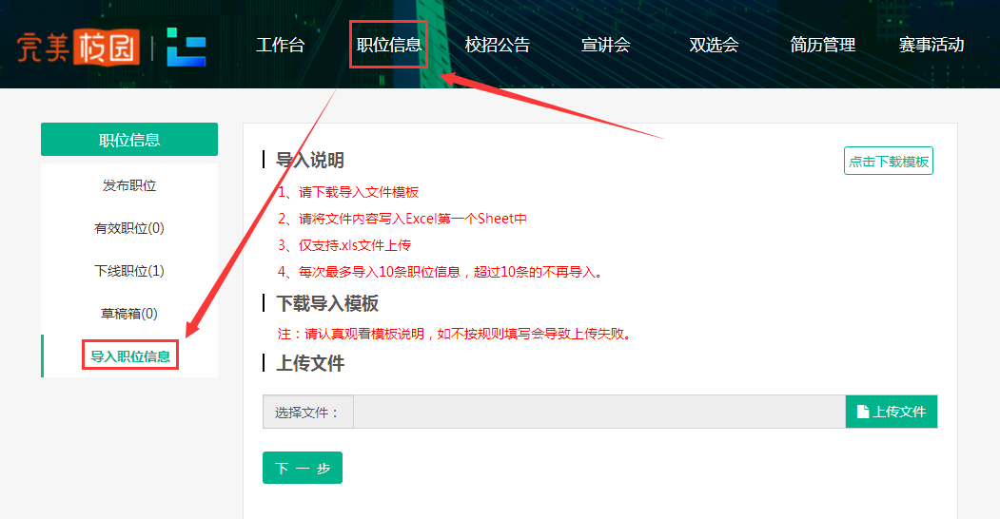 完美校园
工作台 职位信息 校招公告 宣讲会 双选会 简历管理 赛事活动
职位信息
发布职位
有效职位(0)
下线职位(1)
草稿箱(0)
导入职位信息
导入说明
点击下载模板
1、请下载导入文件模板
2、请将文件内容写入Excel第一个Sheet中
3、仅支持.xls文件上传
4、每次最多导入10条职位信息，超过10条的不再导入。
下载导入模板
注：请认真观看模板说明，如不按规则填写会导致上传失败。
上传文件
选择文件：
上传文件
下 一 步